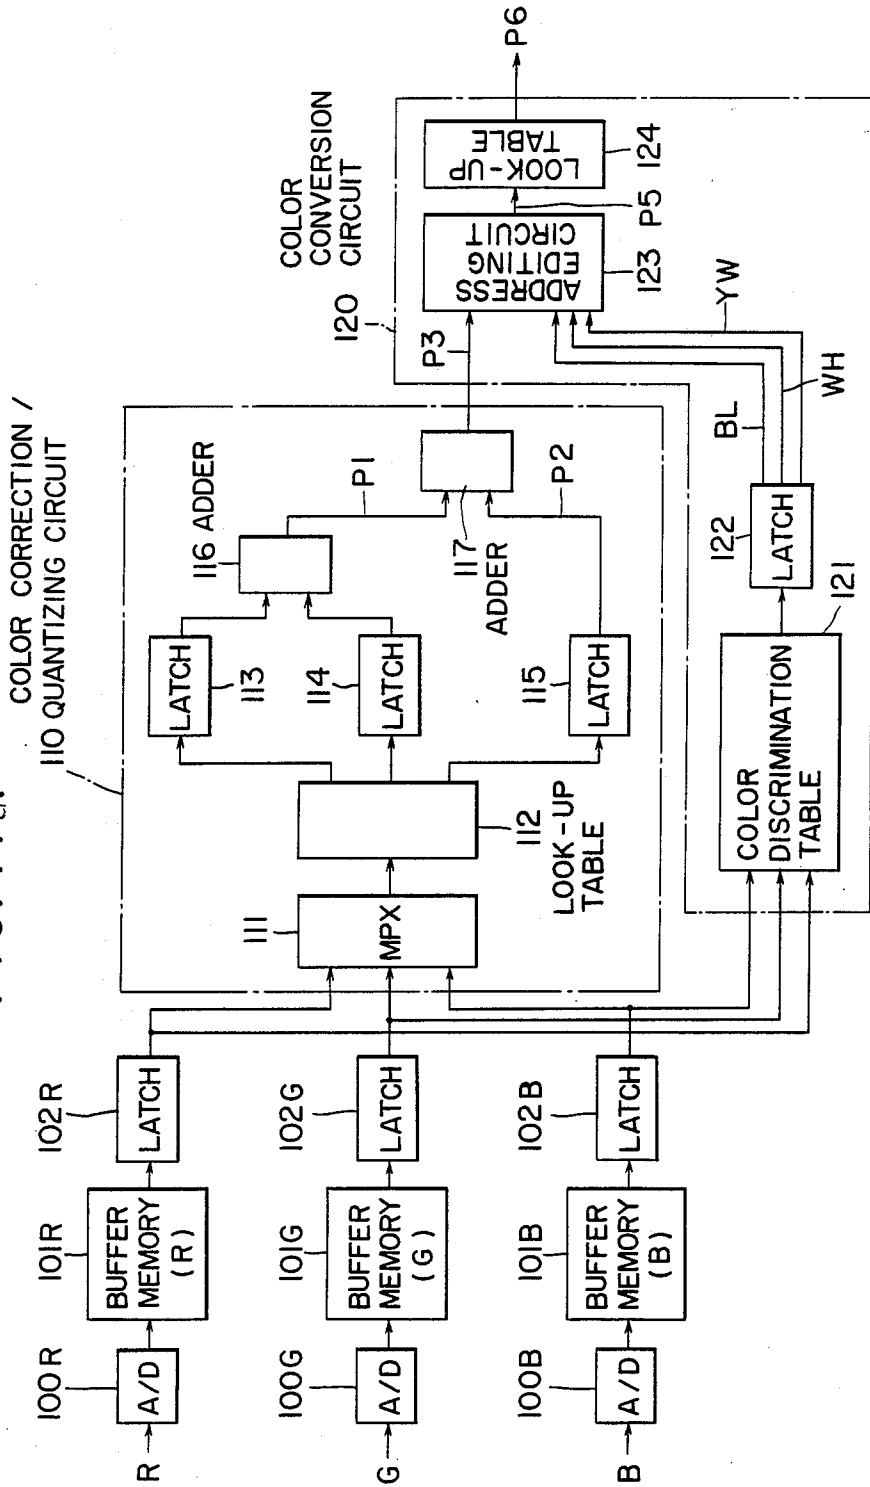 COLOR CORRECTION /
110 QUANTIZING CIRCUIT
R
100R
A/D
101R
BUFFER
MEMORY
(R)
102R
LATCH
G
100G
A/D
101G
BUFFER
MEMORY
(G)
102G
LATCH
B
100B
A/D
101B
BUFFER
MEMORY
(B)
102B
LATCH
111
MPX
112
LOOK-UP
TABLE
LATCH
113
114
LATCH
115
LATCH
116 ADDER
P1
117
ADDER
P2
P3
120
COLOR
CONVERSION
CIRCUIT
COLOR
DISCRIMINATION
TABLE
121
122
LATCH
BL
WH
YW
ADDRESS
EDITING
CIRCUIT
123
P5
LOOK-UP
TABLE
124
P6